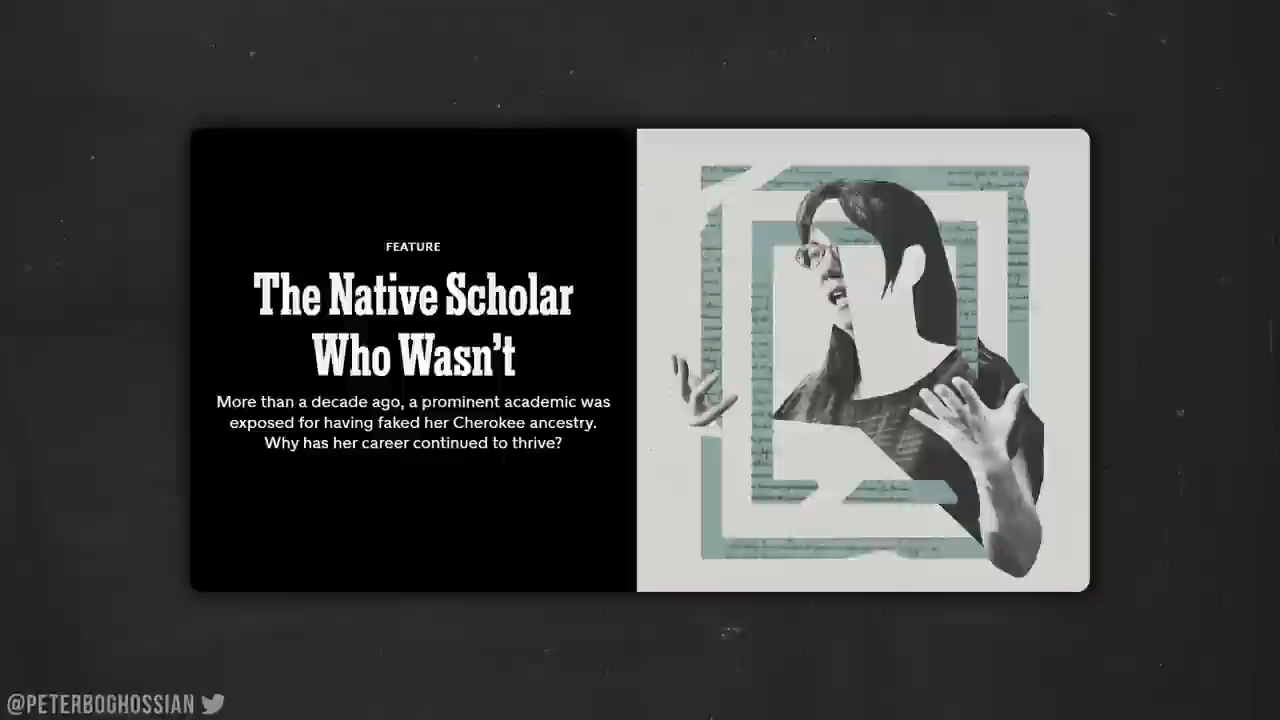 FEATURE
The Native Scholar
Who Wasn't
More than a decade ago, a prominent academic was
exposed for having faked her Cherokee ancestry.
Why has her career continued to thrive?
@PETERBOGHOSSIAN